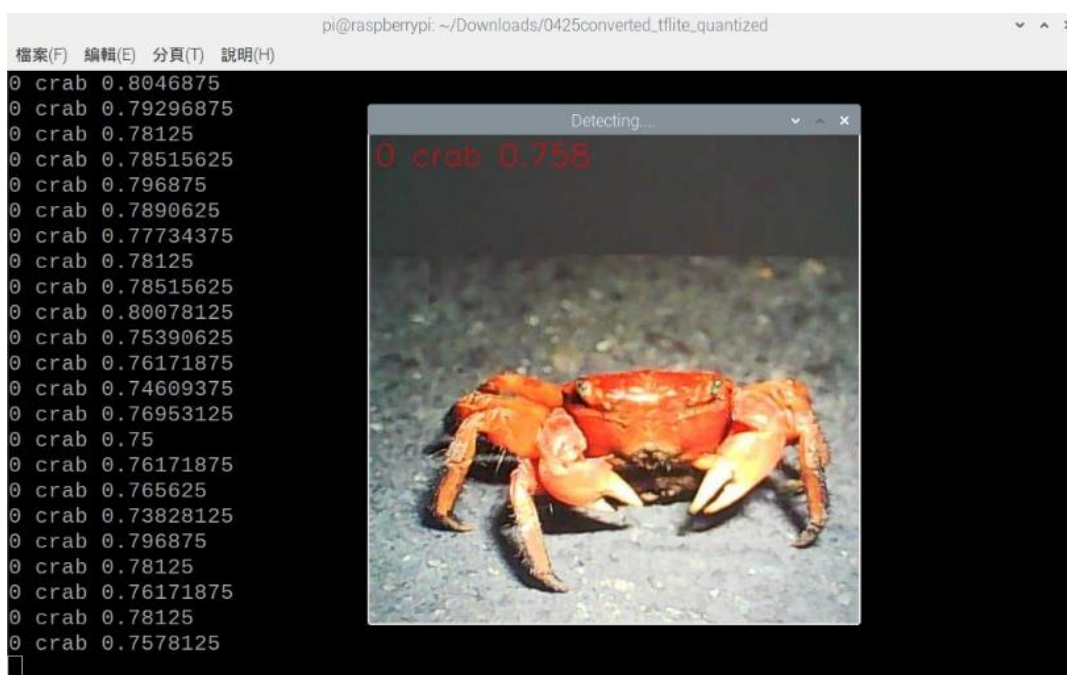 pi@raspberrypi: ~/Downloads/0425converted_tflite_quantized
檔案(F) 編輯(E) 分頁(T) 說明(H)
0 crab 0.8046875
0 crab 0.79296875
0 crab 0.78125
0 crab 0.78515625
0 crab 0.796875
0 crab 0.7890625
0 crab 0.77734375
0 crab 0.78125
0 crab 0.78515625
0 crab 0.80078125
0 crab 0.75390625
0 crab 0.76171875
0 crab 0.74609375
0 crab 0.76953125
0 crab 0.75
0 crab 0.76171875
0 crab 0.765625
0 crab 0.73828125
0 crab 0.796875
0 crab 0.78125
0 crab 0.76171875
0 crab 0.78125
0 crab 0.7578125
Detecting....
0 crab 0.758